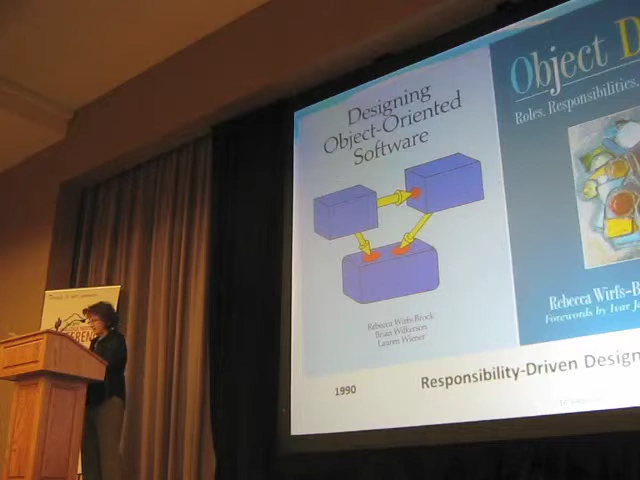 Designing
Object-Oriented
Software
Rebecca Wirfs-Brock
Brian Wilkerson
Lauren Wiener
Object D
Roles, Responsibilities,
Rebecca Wirfs-B
Forewords by Ivar Ja
1990
Responsibility-Driven Design